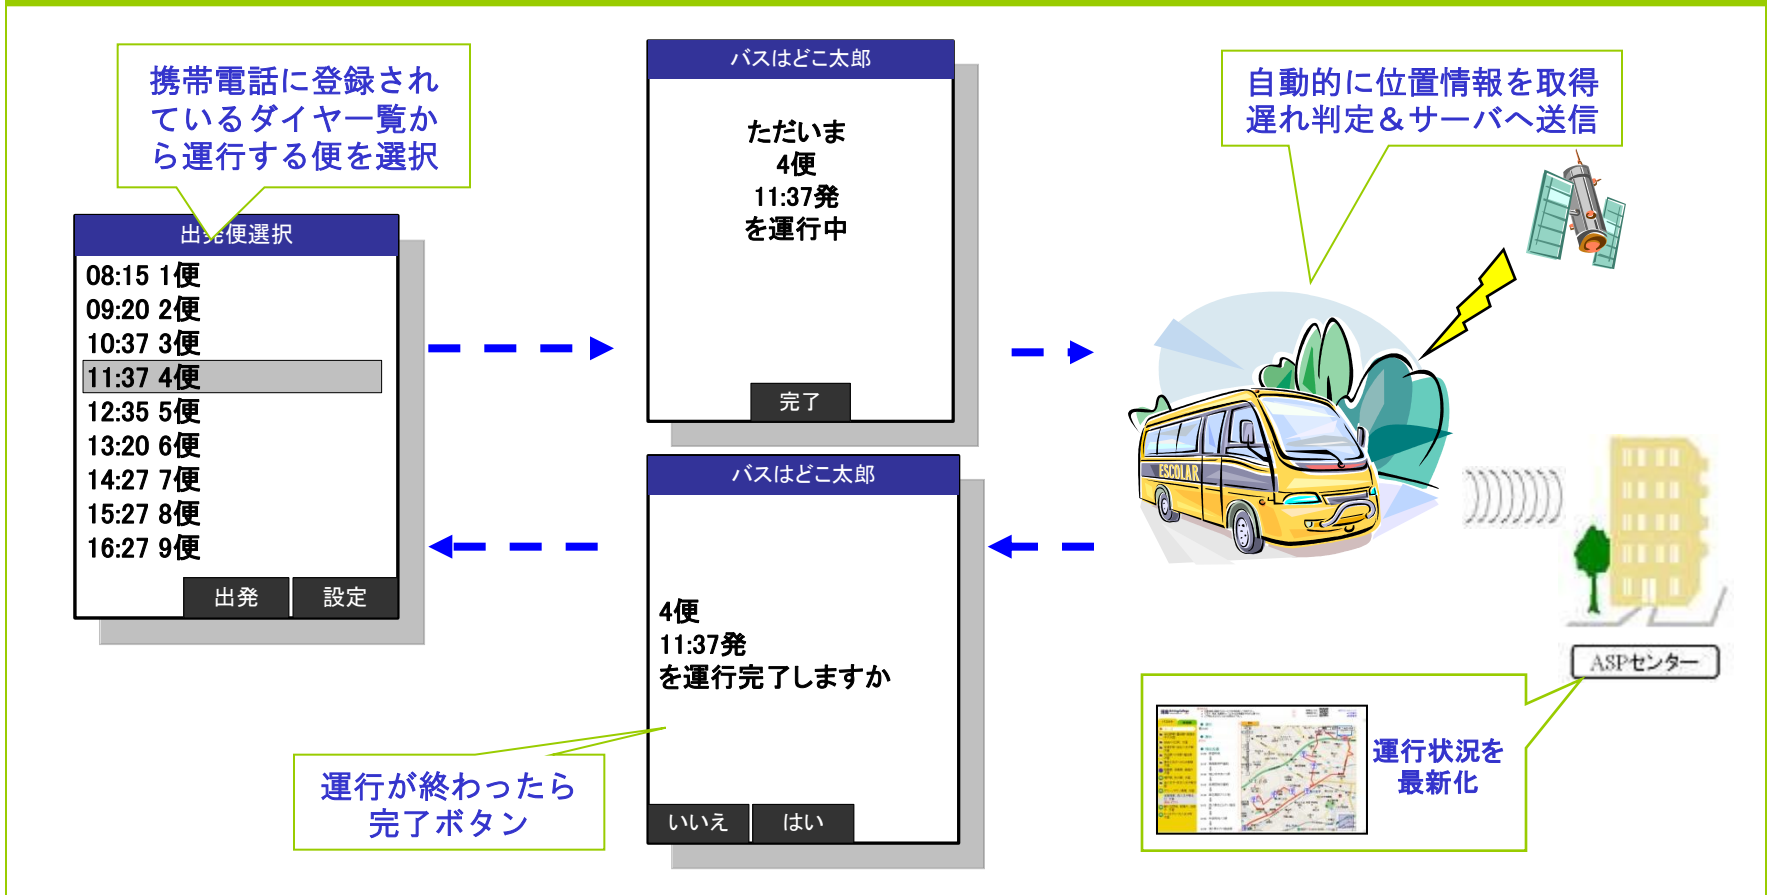 携帯電話に登録され
ているダイヤ一覧か
ら運行する便を選択
出発便選択
08:15 1便
09:20 2便
10:37 3便
11:37 4便
12:35 5便
13:20 6便
14:27 7便
15:27 8便
16:27 9便
出発
設定
バスはどこ太郎
ただいま
4便
11:37発
を運行中
完了
自動的に位置情報を取得
遅れ判定＆サーバへ送信
ESCOLAR
ASPセンター
バスはどこ太郎
4便
11:37発
を運行完了しますか
いいえ
はい
運行が終わったら
完了ボタン
運行状況を
最新化